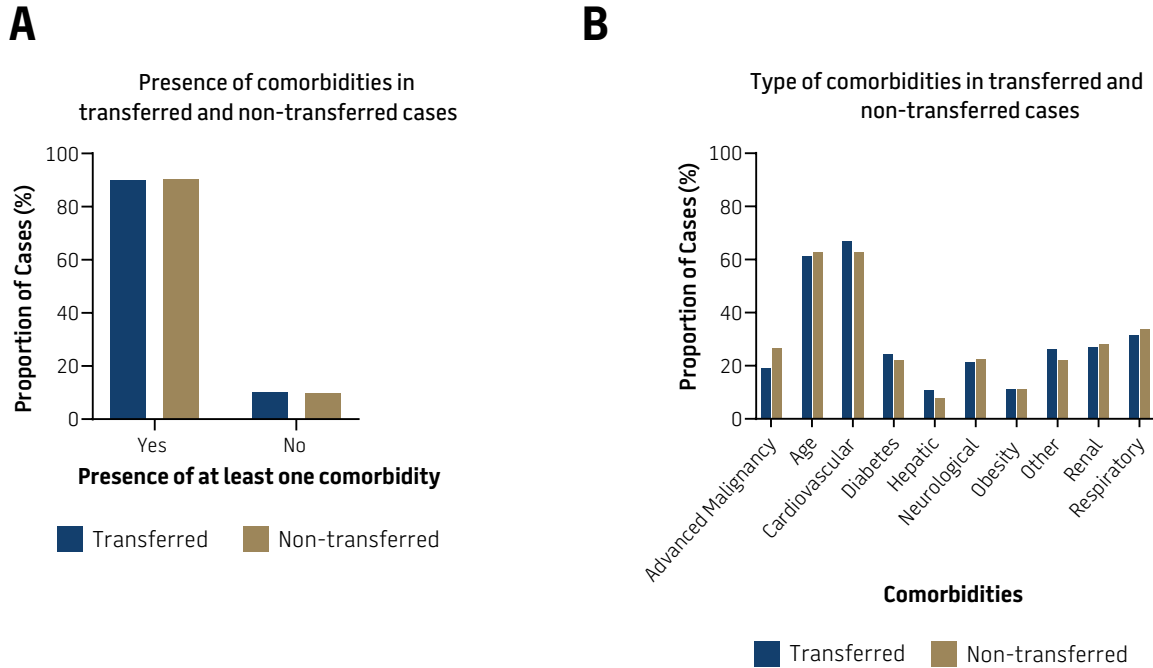 A
Presence of comorbidities in
transferred and non-transferred cases
Proportion of Cases (%)
100
80
60
40
20
0
Yes
No
Presence of at least one comorbidity
Transferred
Non-transferred
B
Type of comorbidities in transferred and
non-transferred cases
Proportion of Cases (%)
100
80
60
40
20
0
Advanced Malignancy
Age
Cardiovascular
Diabetes
Hepatic
Neurological
Obesity
Other
Renal
Respiratory
Comorbidities
Transferred
Non-transferred